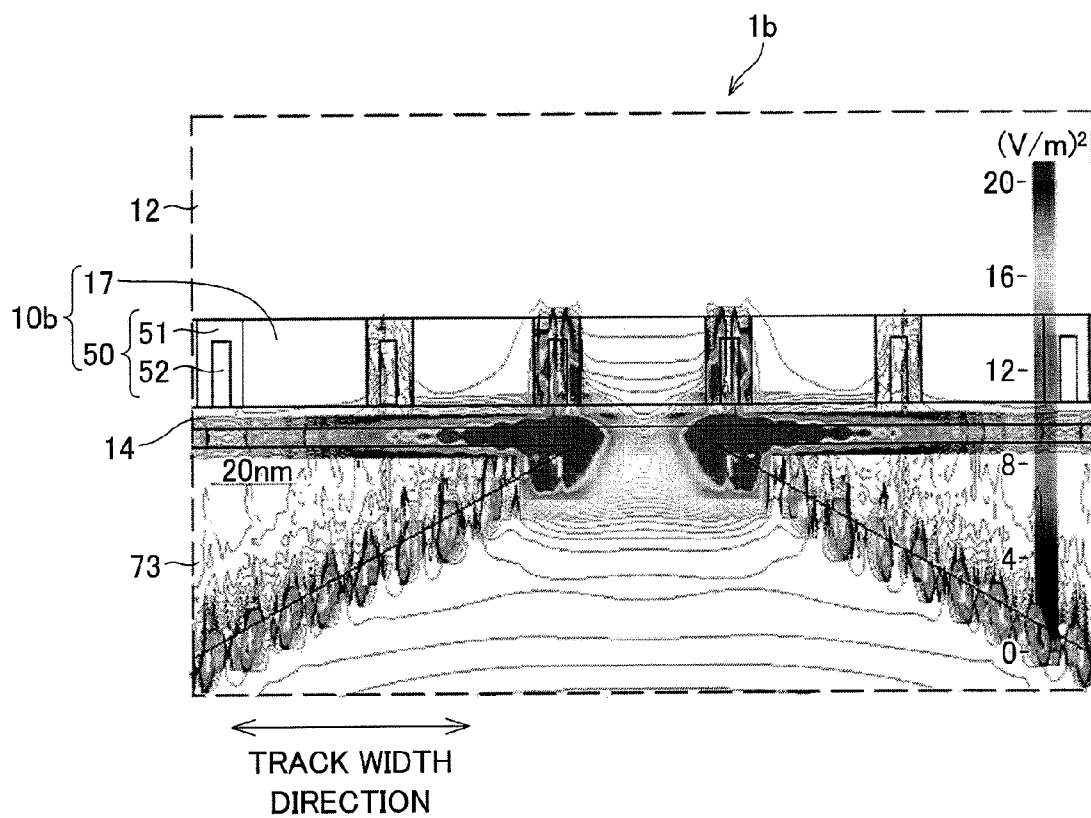 1b
(V/m)²
20
12
16
17
10b
51
50
52
12
14
8
20nm
73
4
0
TRACK WIDTH
DIRECTION